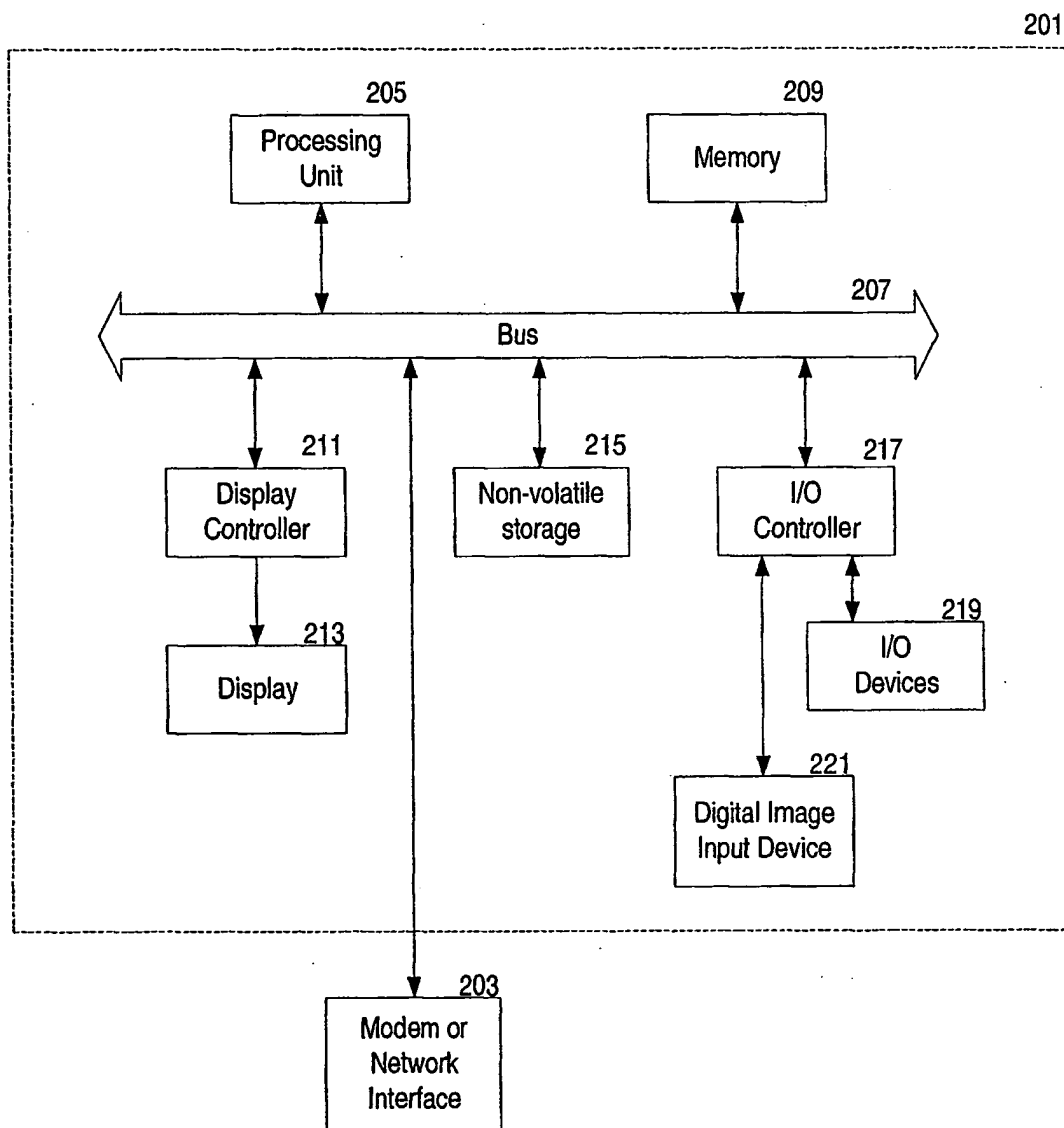 201
205
Processing
Unit
209
Memory
207
Bus
211
Display
Controller
215
Non-volatile
storage
217
I/O
Controller
213
Display
219
I/O
Devices
221
Digital Image
Input Device
203
Modem or
Network
Interface